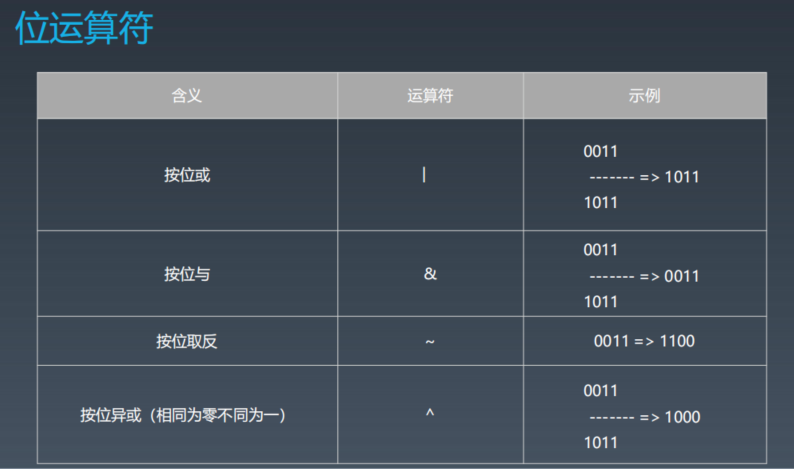 位运算符
含义 运算符 示例
按位或 | 0011
------- => 1011
1011
按位与 & 0011
------- => 0011
1011
按位取反 ~ 0011 => 1100
按位异或（相同为零不同为一） ^ 0011
------- => 1000
1011